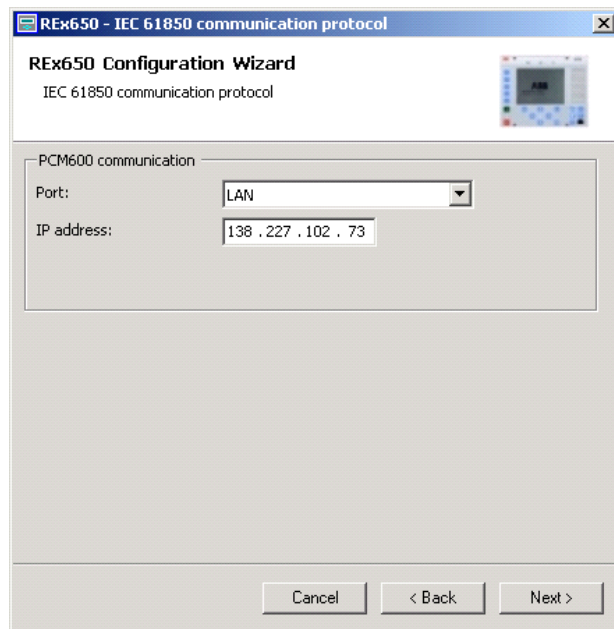 REx650 - IEC 61850 communication protocol
REx650 Configuration Wizard
IEC 61850 communication protocol
ABB
PCM600 communication
Port: LAN
IP address: 138 . 227 . 102 . 73
Cancel < Back Next >